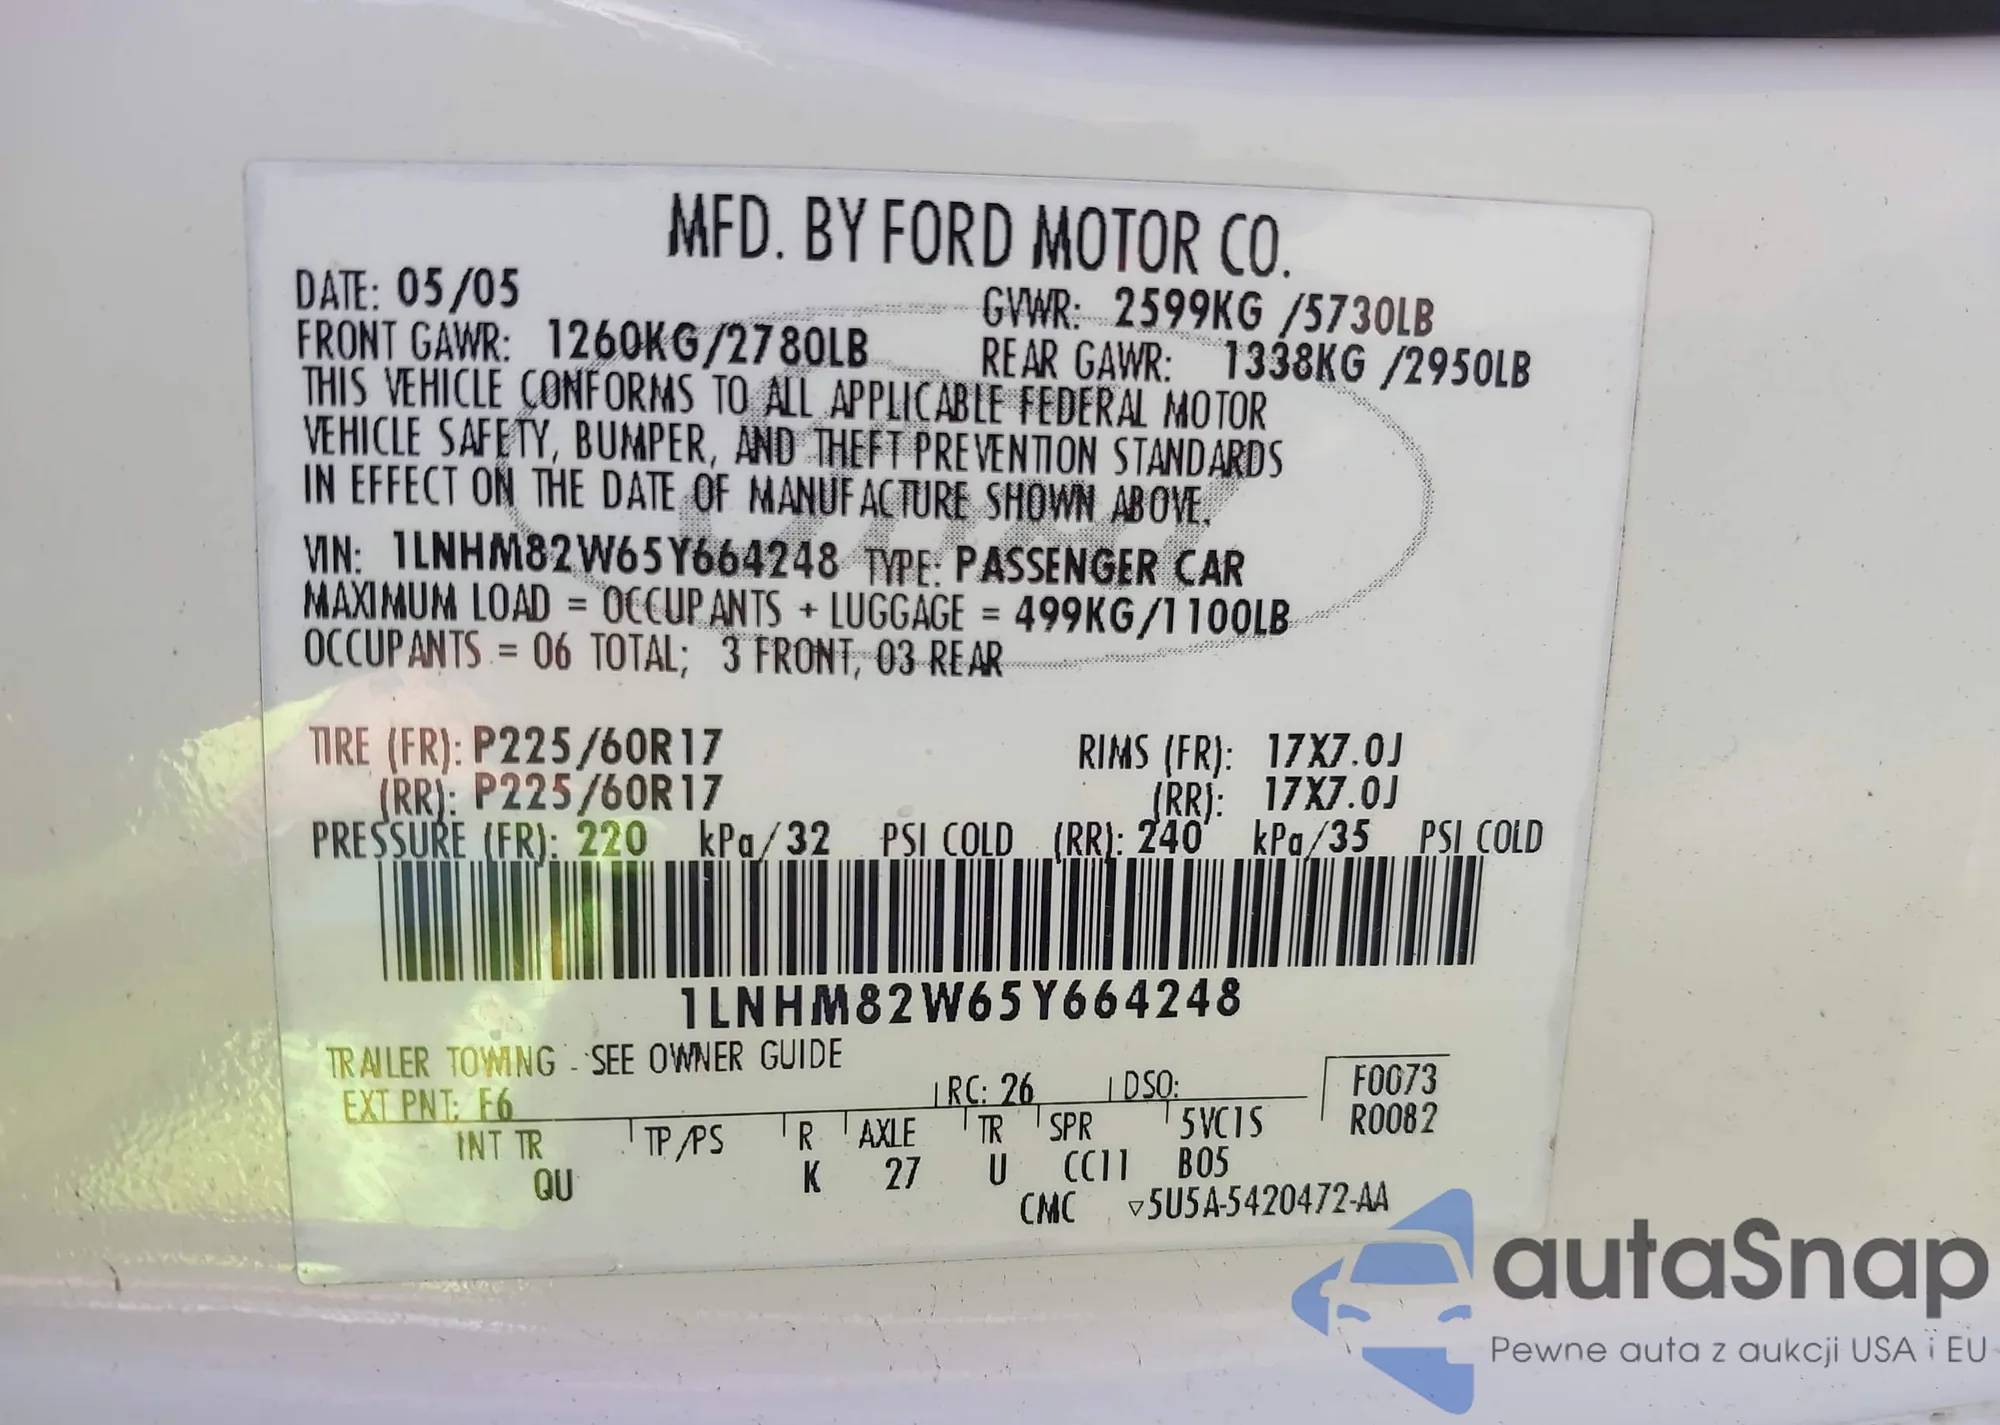 MFD. BY FORD MOTOR CO.
DATE: 05/05 GVWR: 2599KG /5730LB
FRONT GAWR: 1260KG/2780LB REAR GAWR: 1338KG /2950LB
THIS VEHICLE CONFORMS TO ALL APPLICABLE FEDERAL MOTOR
VEHICLE SAFETY, BUMPER, AND THEFT PREVENTION STANDARDS
IN EFFECT ON THE DATE OF MANUFACTURE SHOWN ABOVE.
VIN: 1LNHM82W65Y664248 TYPE: PASSENGER CAR
MAXIMUM LOAD = OCCUPANTS + LUGGAGE = 499KG/1100LB
OCCUPANTS = 06 TOTAL; 3 FRONT, 03 REAR
TIRE (FR): P225/60R17 RIMS (FR): 17X7.0J
(RR): P225/60R17 (RR): 17X7.0J
PRESSURE (FR): 220 kPa/32 PSI COLD (RR): 240 kPa/35 PSI COLD
1LNHM82W65Y664248
TRAILER TOWING - SEE OWNER GUIDE
EXT PNT: F6 RC: 26 DSO: F0073
R0082
INT TR TP/PS R AXLE TR SPR 5VC1S
QU K 27 U CC11 B05
CMC ▽5U5A-5420472-AA
autaSnap
Pewne auta z aukcji USA i EU